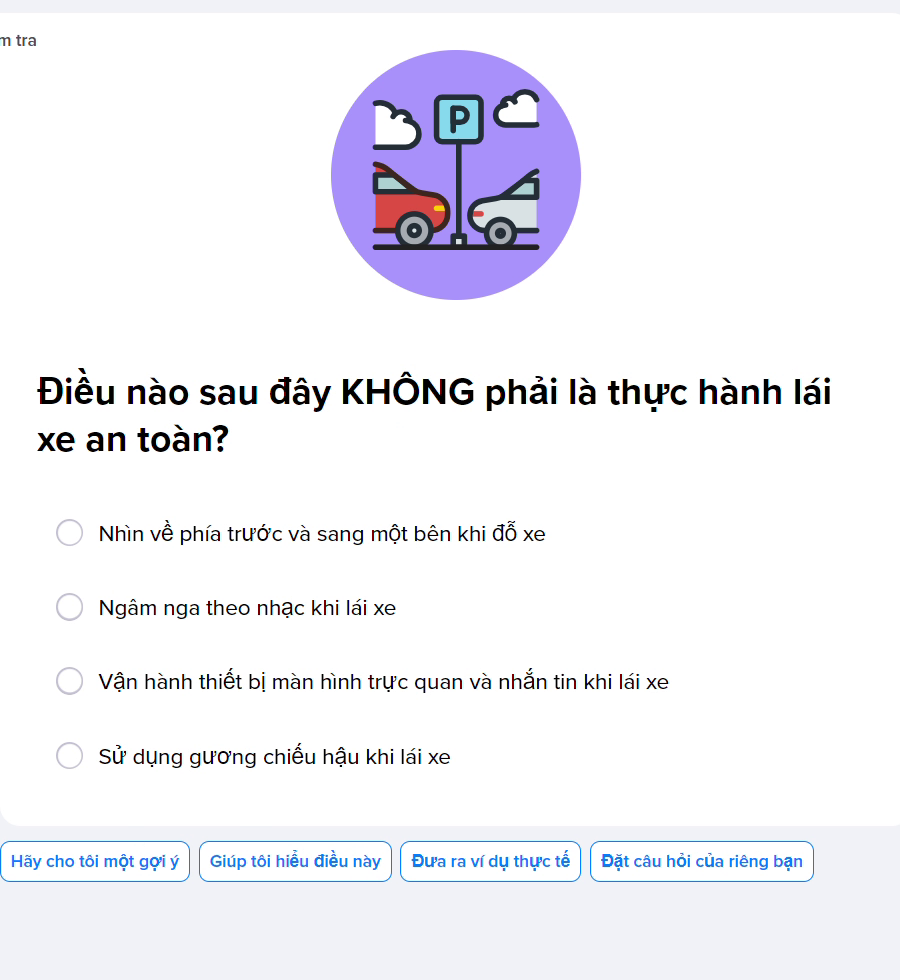 m tra
P
Điều nào sau đây KHÔNG phải là thực hành lái
xe an toàn?
Nhìn về phía trước và sang một bên khi đỗ xe
Ngâm nga theo nhạc khi lái xe
Vận hành thiết bị màn hình trực quan và nhắn tin khi lái xe
Sử dụng gương chiếu hậu khi lái xe
Hãy cho tôi một gợi ý
Giúp tôi hiểu điều này
Đưa ra ví dụ thực tế
Đặt câu hỏi của riêng bạn